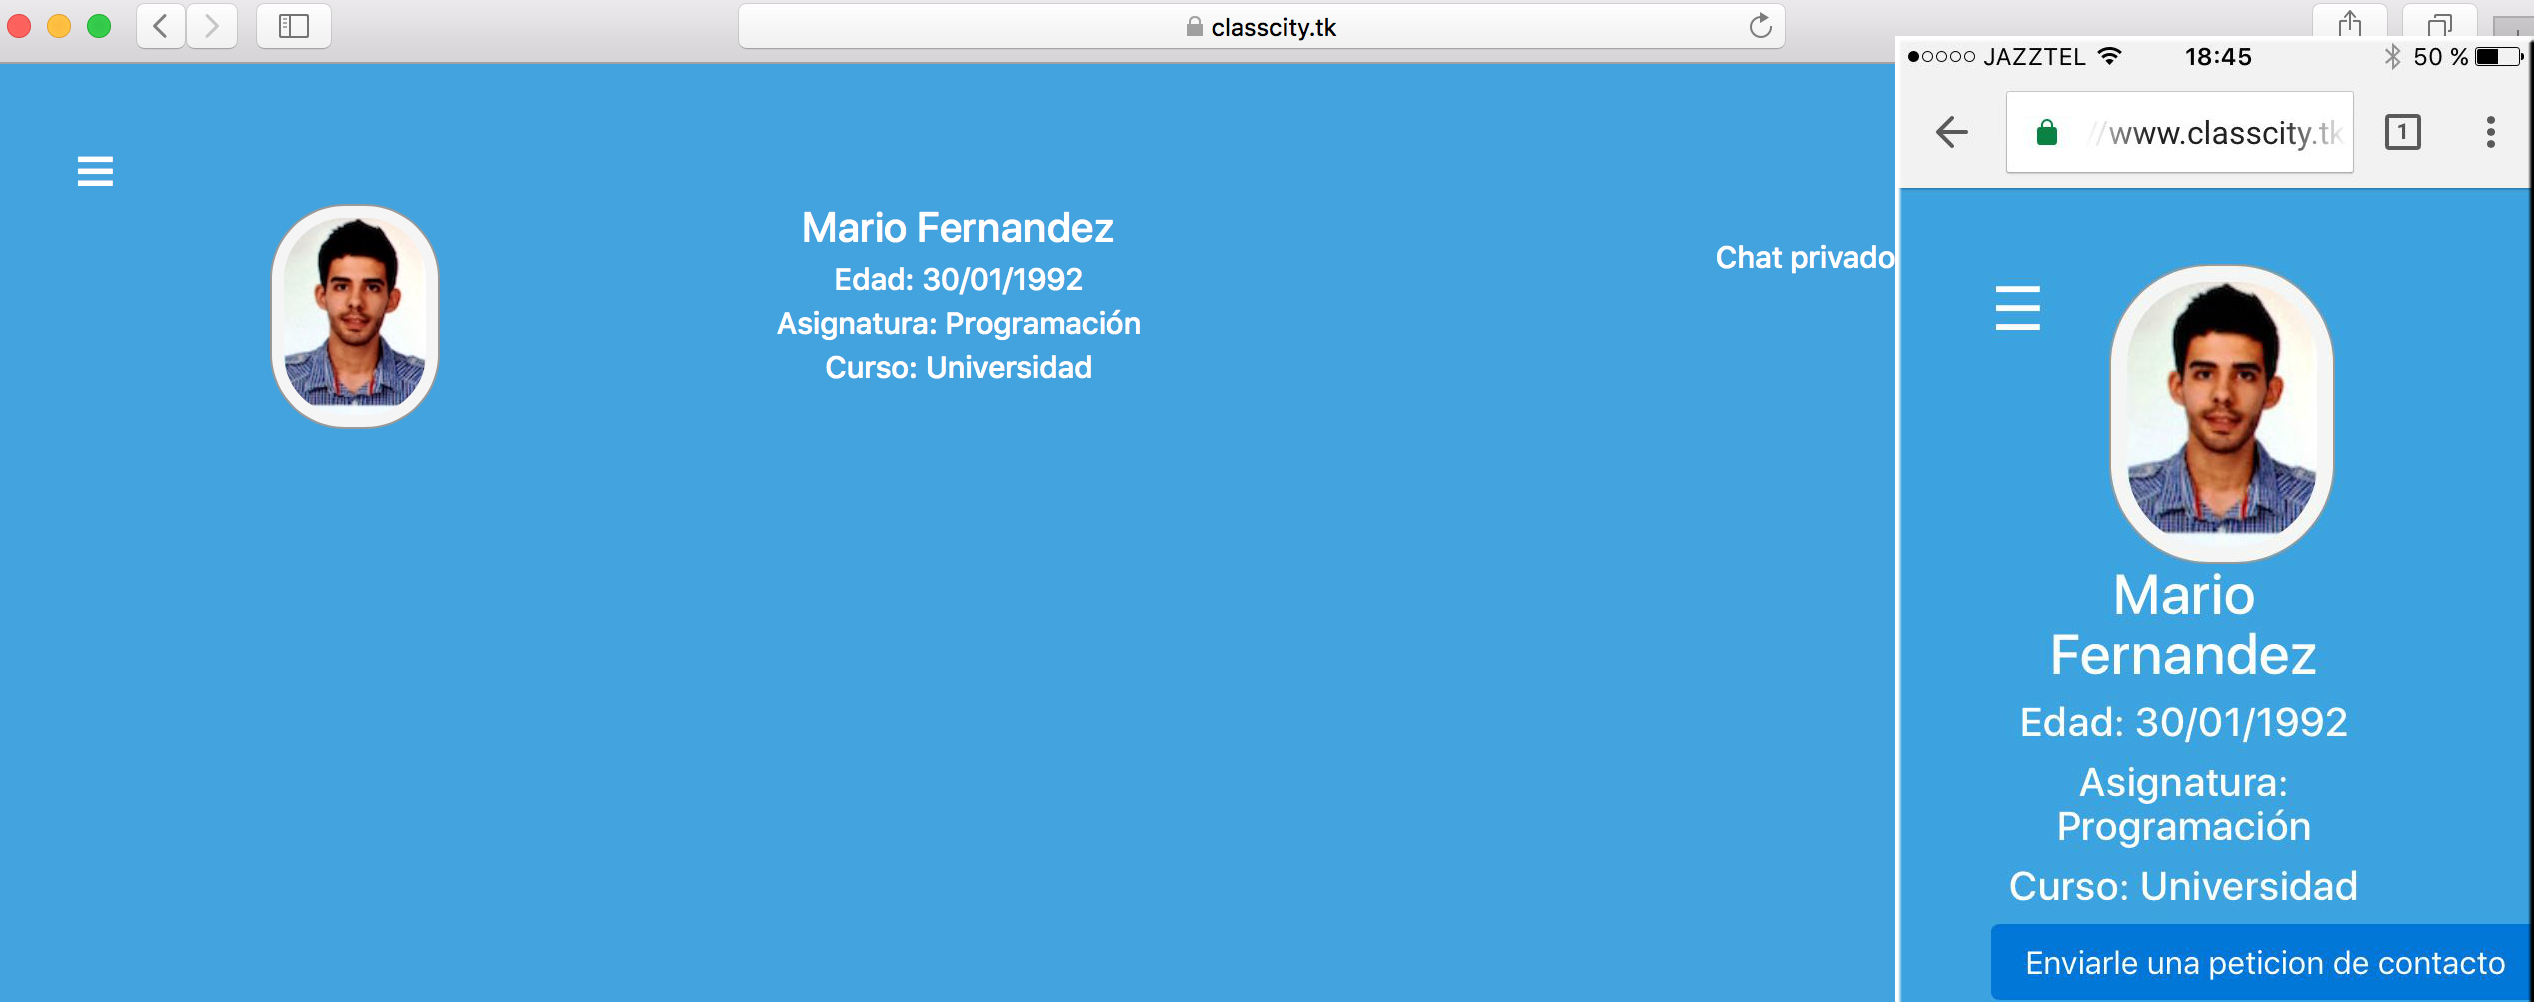 classcity.tk
Mario Fernandez
Edad: 30/01/1992
Asignatura: Programación
Curso: Universidad
Chat privado
JAZZTEL 18:45 50 %
//www.classcity.tk
1
Mario
Fernandez
Edad: 30/01/1992
Asignatura:
Programación
Curso: Universidad
Enviarle una peticion de contacto